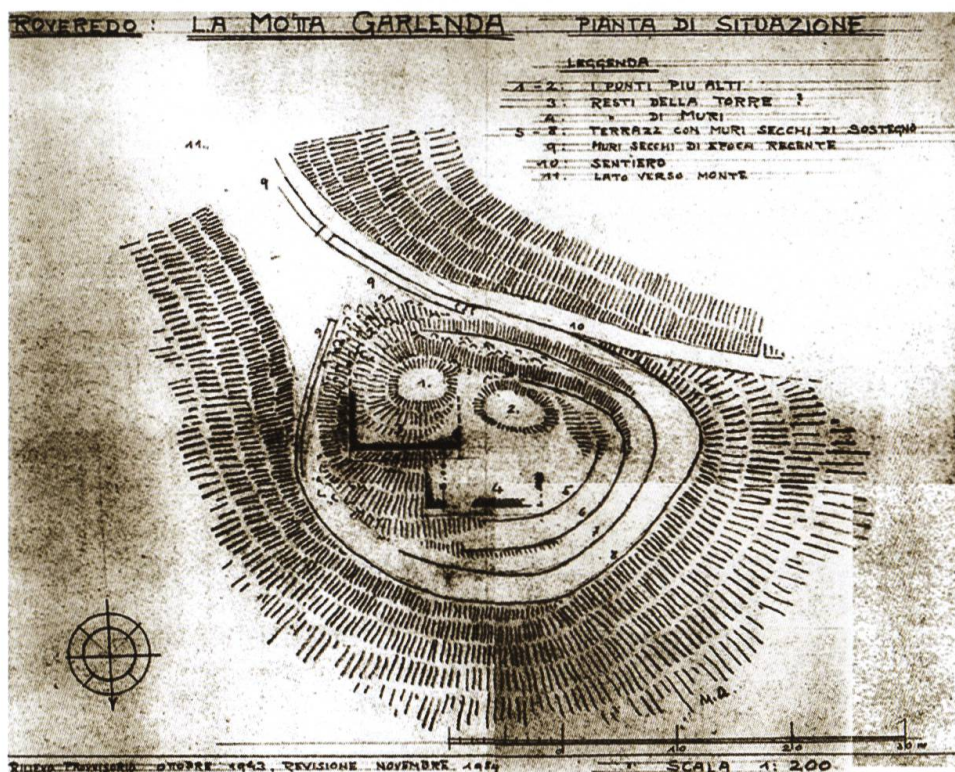 ROVEREDO: LA MOTTA GARLENDA PIANTA DI SITUAZIONE
LEGGENDA
1-2: I PUNTI PIU ALTI
3: RESTI DELLA TORRE ?
4: " DI MURI
5-8: TERRAZZ CON MURI SECCHI DI SOSTEGNO
9: MURI SECCHI DI EPOCA RECENTE
10: SENTIERO
11: LATO VERSO MONTE
11.
9
9
10
9
1.
2.
4
5
6
7
8
0 10 20 30 m
RILIEVO PROVVISORIO OTTOBRE 1943, REVISIONE NOVEMBRE SCALA 1:200